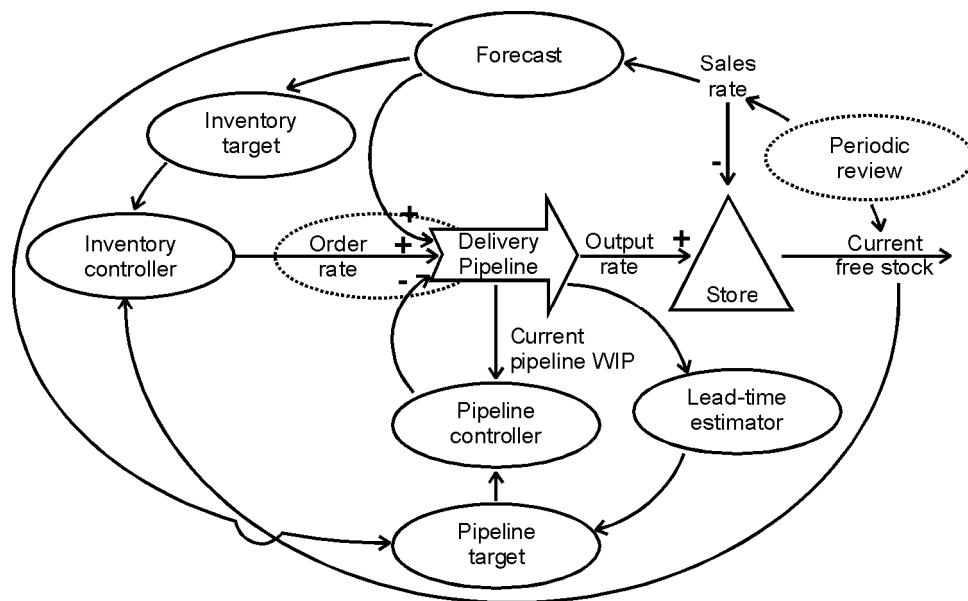 Forecast
Sales
rate
Inventory
target
Periodic
review
-
Inventory
controller
Order
rate
+
+
-
Delivery
Pipeline
Output
rate
+
Store
Current
free stock
Current
pipeline WIP
Pipeline
controller
Lead-time
estimator
Pipeline
target